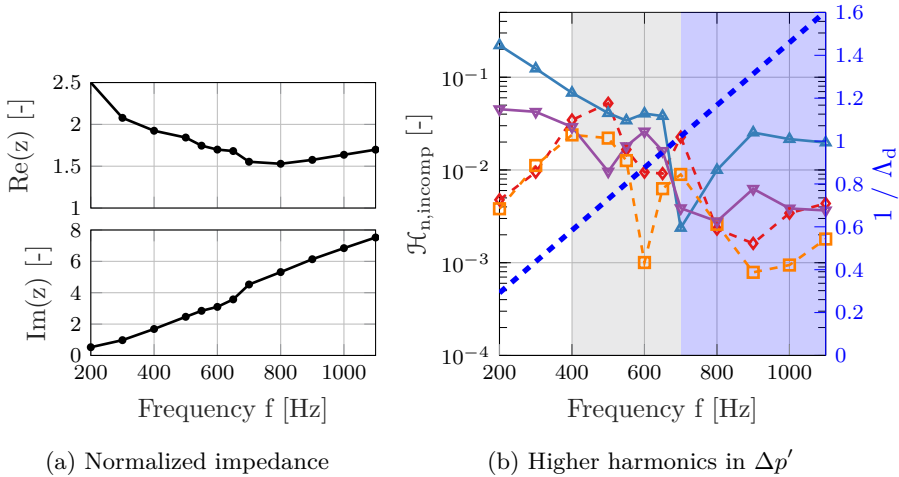 2.5
2
1.5
1
Re(z) [-]
8
6
4
2
0
Im(z) [-]
200 400 600 800 1000
Frequency f [Hz]
(a) Normalized impedance
10⁻¹
10⁻²
10⁻³
10⁻⁴
ℋn,incomp [-]
200 400 600 800 1000
Frequency f [Hz]
1.6
1.4
1.2
1
0.8
0.6
0.4
0.2
0
1 / Λd
(b) Higher harmonics in Δp′